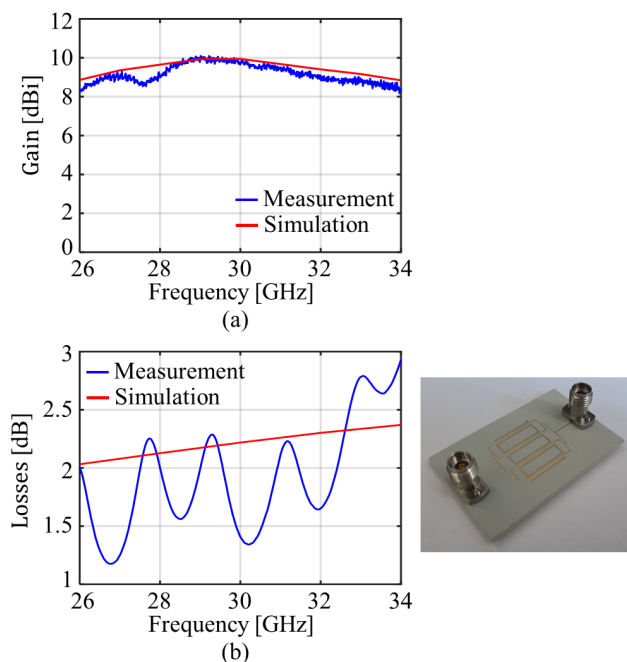 12
10
8
6
4
2
0
Gain [dBi]
Measurement
Simulation
26 28 30 32 34
Frequency [GHz]
(a)
3
2.5
2
1.5
1
Losses [dB]
Measurement
Simulation
26 28 30 32 34
Frequency [GHz]
(b)